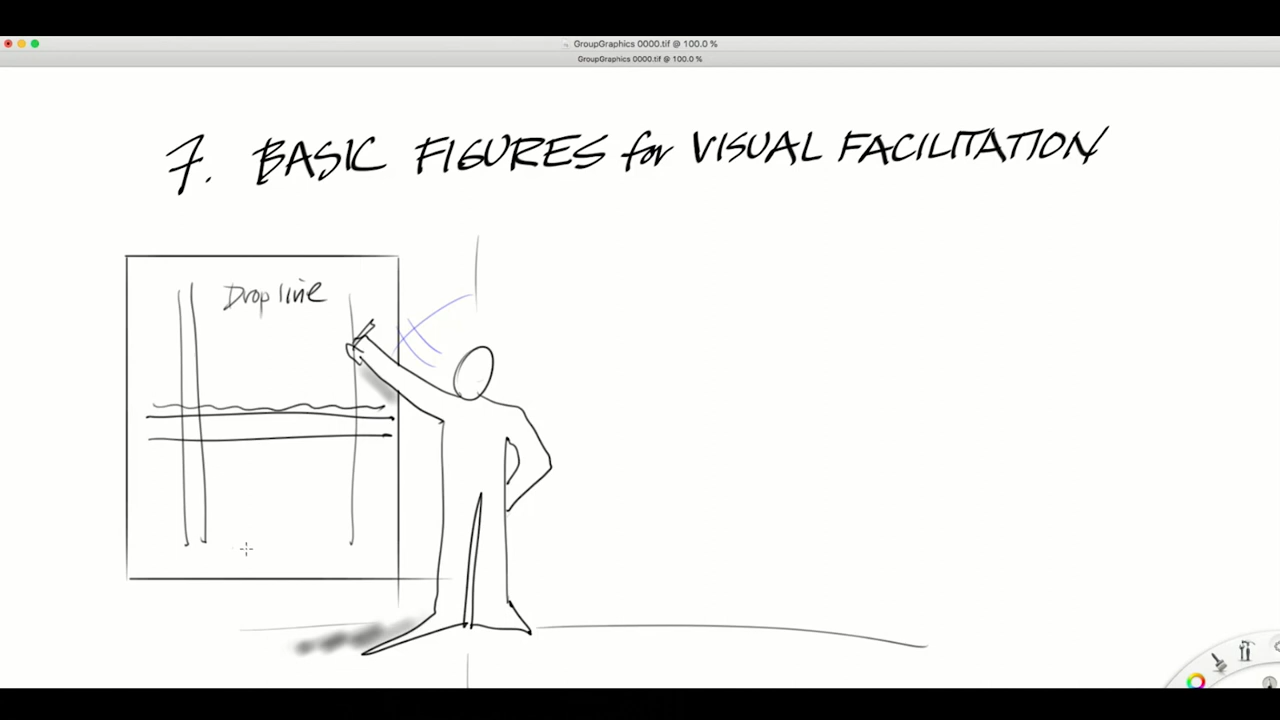 GroupGraphics 0000.tif @ 100.0 %
GroupGraphics 0000.tif @ 100.0 %
7. BASIC FIGURES for VISUAL FACILITATION
Drop line